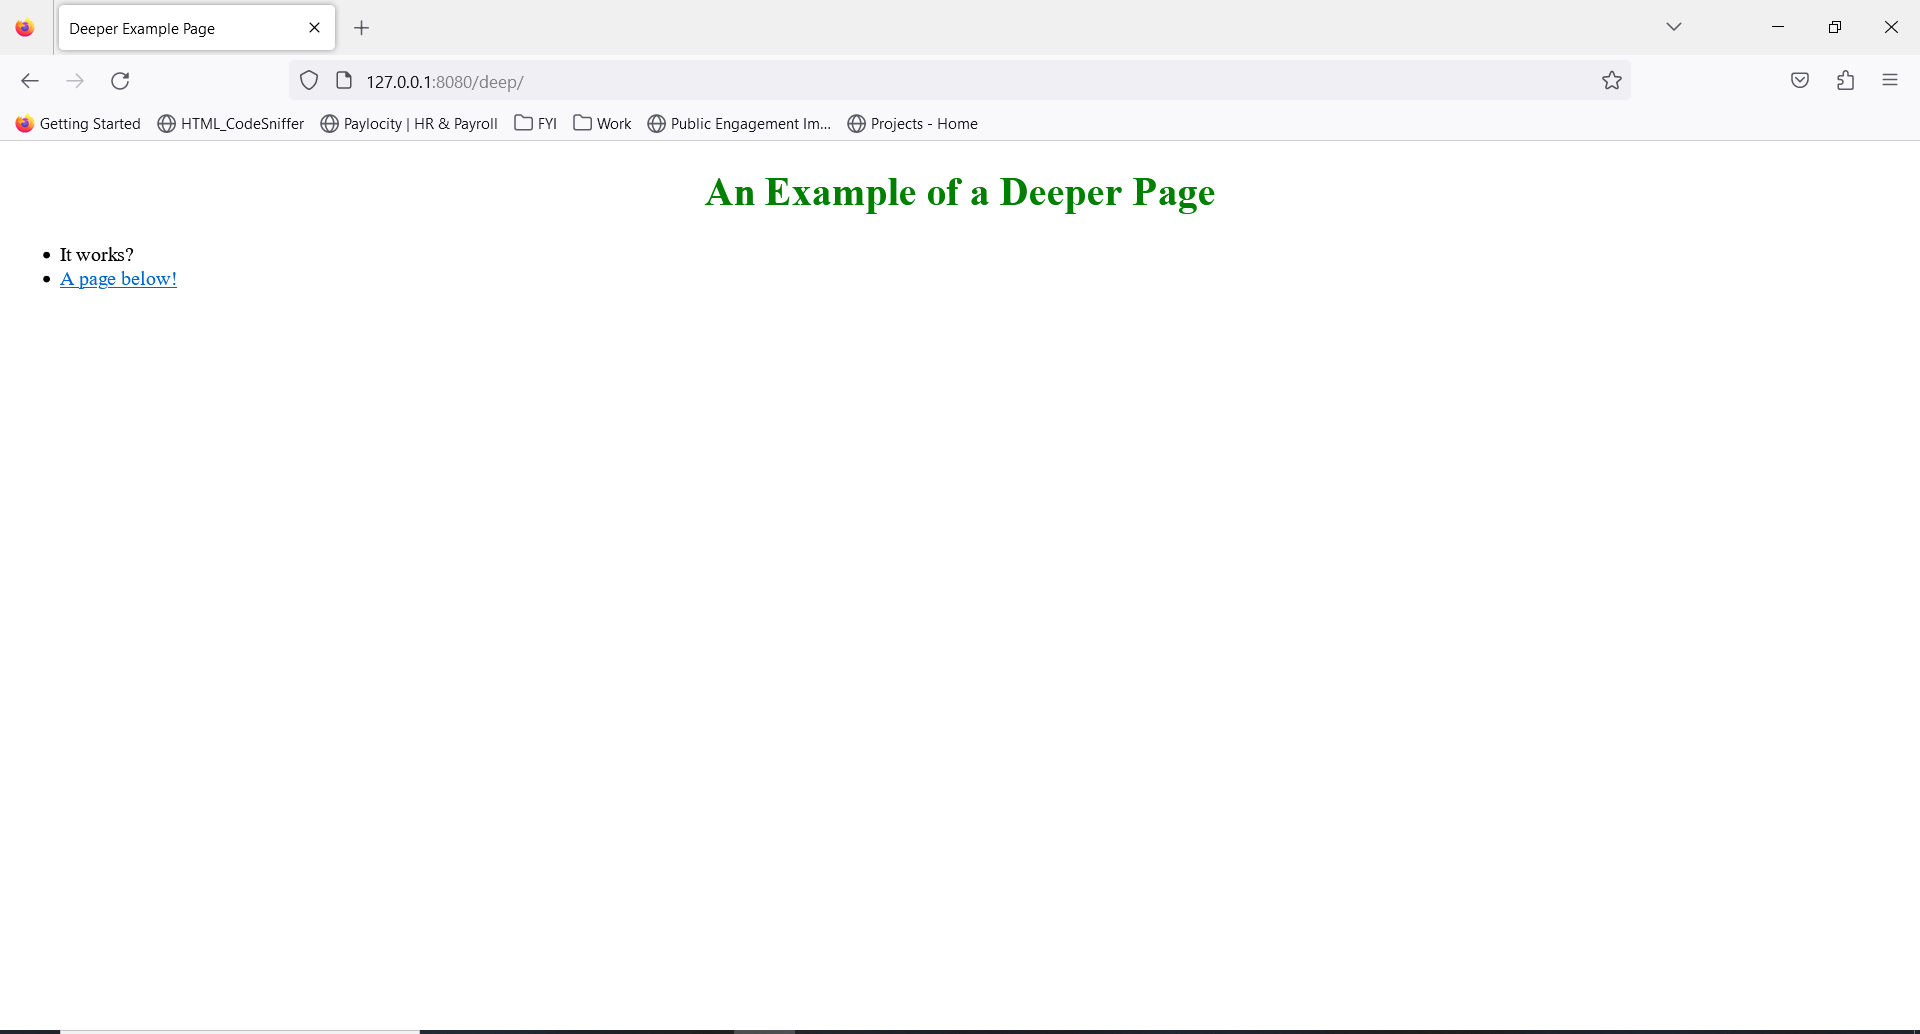 Deeper Example Page
127.0.0.1:8080/deep/
Getting Started HTML_CodeSniffer Paylocity | HR & Payroll FYI Work Public Engagement Im... Projects - Home
An Example of a Deeper Page
It works?
A page below!